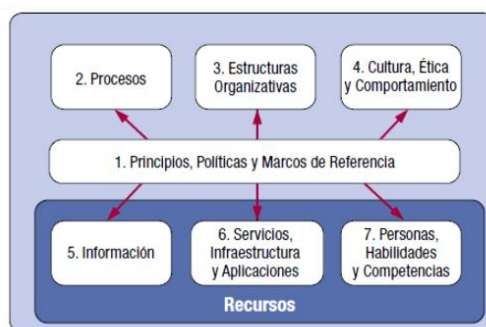 2. Procesos
3. Estructuras
Organizativas
4. Cultura, Ética
y Comportamiento
1. Principios, Políticas y Marcos de Referencia
5. Información
6. Servicios,
Infraestructura
y Aplicaciones
7. Personas,
Habilidades
y Competencias
Recursos